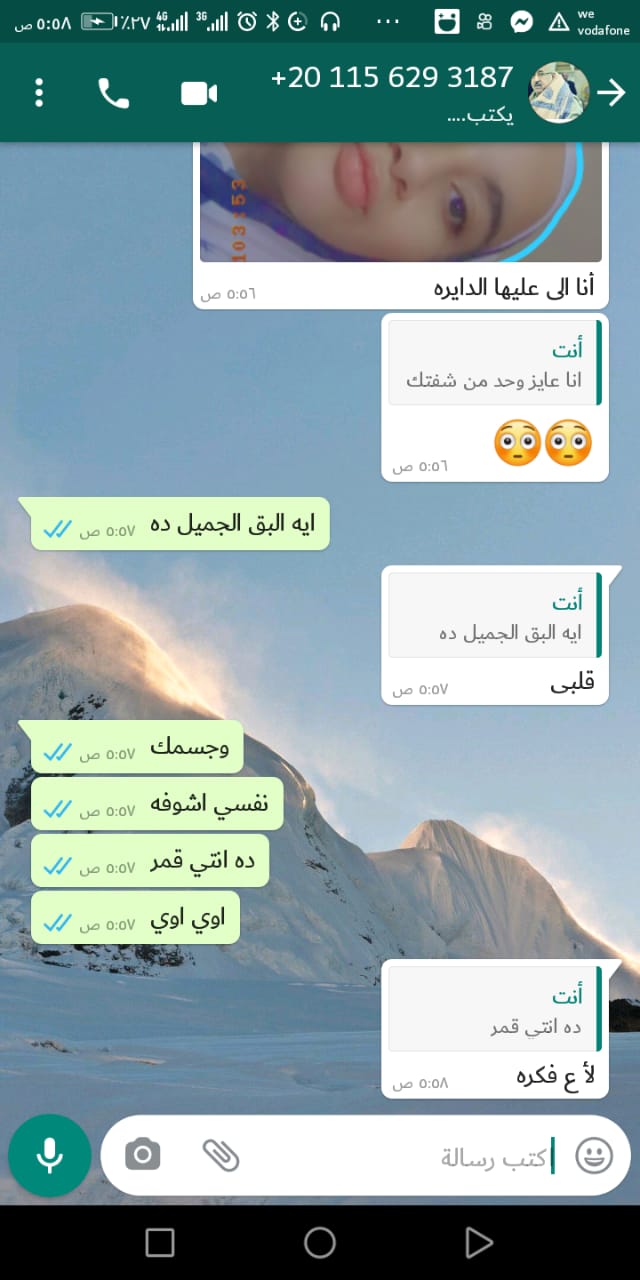 ٥:٥٨ ص
٪٢٧
4G
3G
we
vodafone
+20 115 629 3187
يكتب....
103:53
أنا الى عليها الدايره
٥:٥٦ ص
أنت
انا عايز وحد من شفتك
😳😳
٥:٥٦ ص
ايه البق الجميل ده
٥:٥٧ ص
أنت
ايه البق الجميل ده
قلبى
٥:٥٧ ص
وجسمك
٥:٥٧ ص
نفسي اشوفه
٥:٥٧ ص
ده انتي قمر
٥:٥٧ ص
اوي اوي
٥:٥٧ ص
أنت
ده انتي قمر
لأ ع فكره
٥:٥٨ ص
كتب رسالة